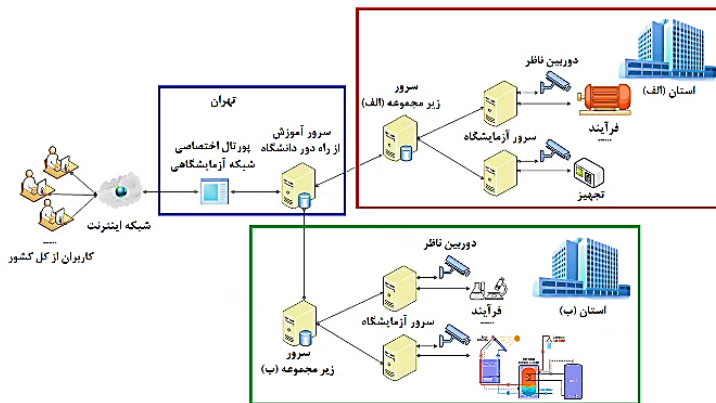 تهران
سرور آموزش
از راه دور دانشگاه
پورتال اختصاصی
شبکه آزمایشگاهی
شبکه اینترنت
کاربران از کل کشور
سرور
زیر مجموعه (الف)
دوربین ناظر
استان (الف)
فرآیند
سرور آزمایشگاه
تجهیز
دوربین ناظر
استان (ب)
فرآیند
سرور آزمایشگاه
سرور
زیر مجموعه (ب)